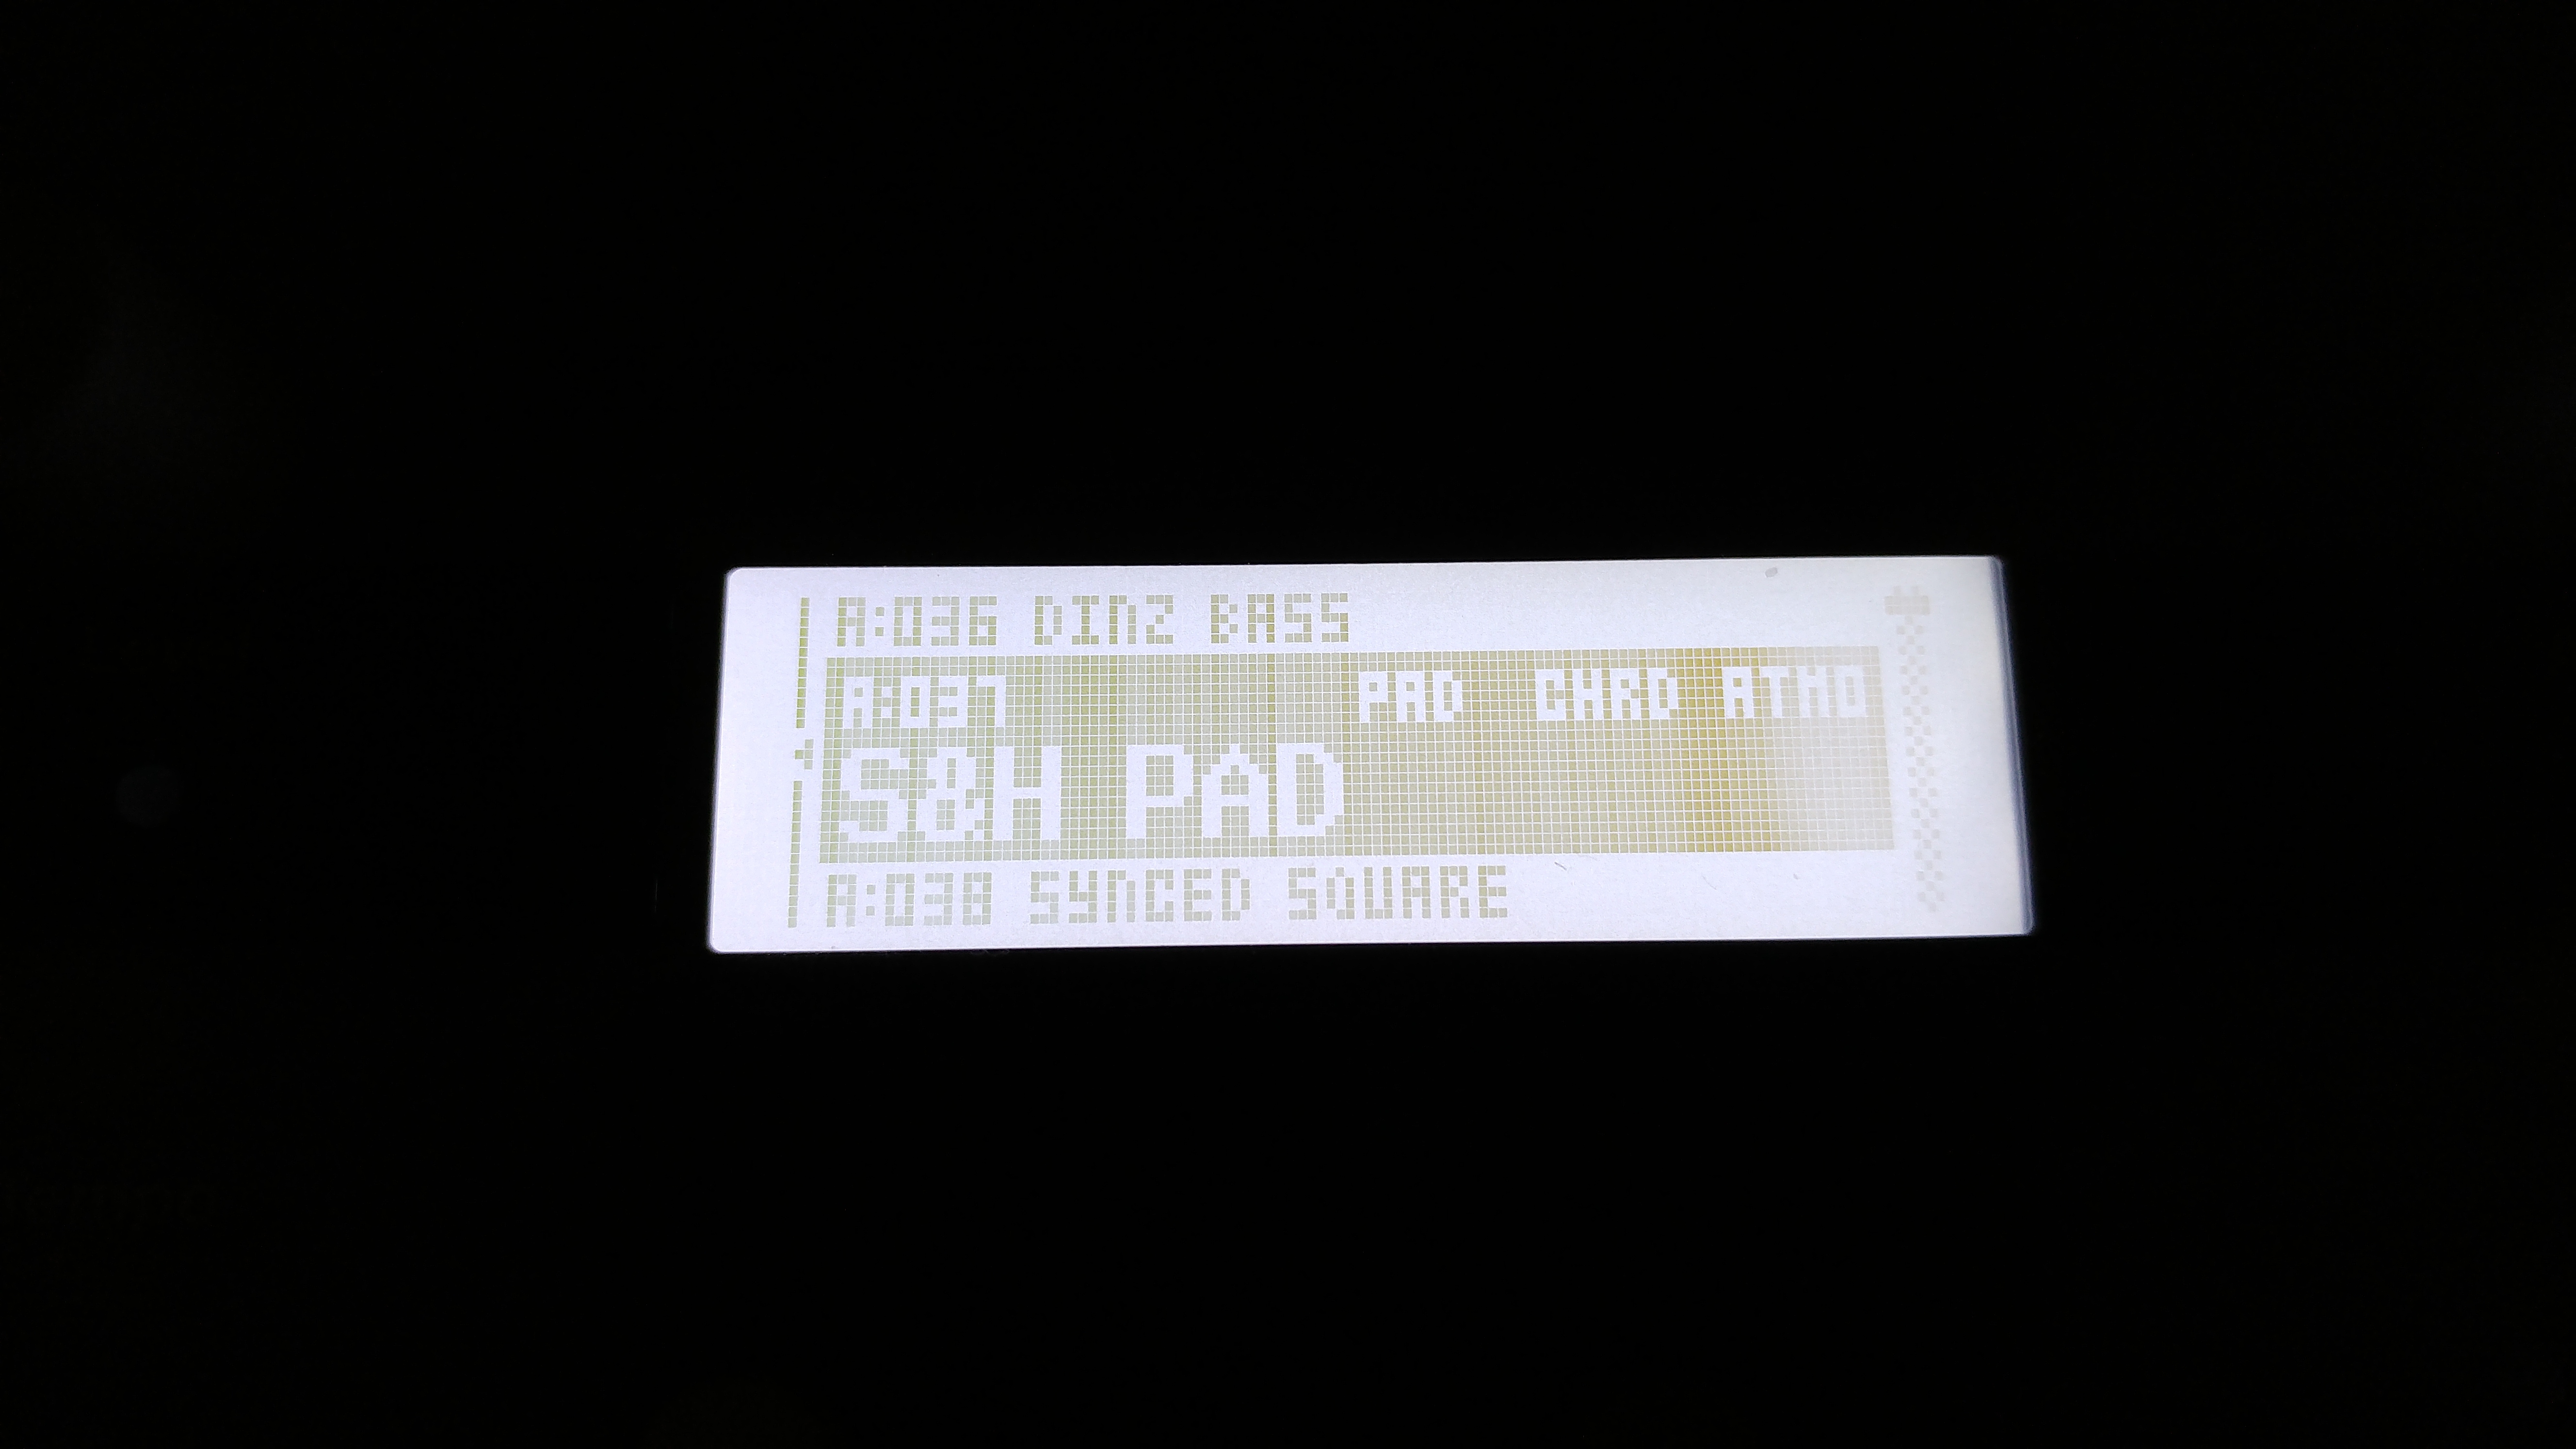 A:036 DINZ BASS
A:037 PAD CHRD ATMO
S&H PAD
A:038 SYNCED SQUARE